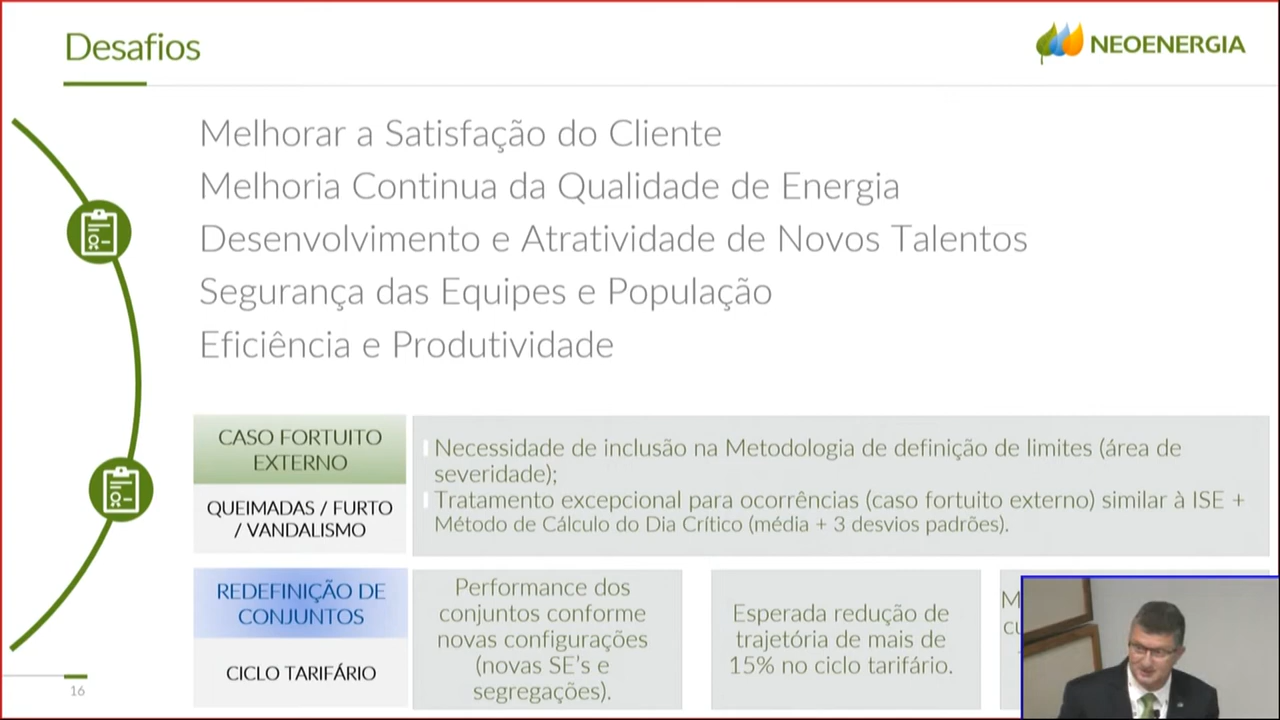 Desafios
NEOENERGIA
Melhorar a Satisfação do Cliente
Melhoria Continua da Qualidade de Energia
Desenvolvimento e Atratividade de Novos Talentos
Segurança das Equipes e População
Eficiência e Produtividade
CASO FORTUITO
EXTERNO
QUEIMADAS / FURTO
/ VANDALISMO
Necessidade de inclusão na Metodologia de definição de limites (área de
severidade);
Tratamento excepcional para ocorrências (caso fortuito externo) similar à ISE +
Método de Cálculo do Dia Crítico (média + 3 desvios padrões).
REDEFINIÇÃO DE
CONJUNTOS
CICLO TARIFÁRIO
Performance dos
conjuntos conforme
novas configurações
(novas SE's e
segregações).
Esperada redução de
trajetória de mais de
15% no ciclo tarifário.
16